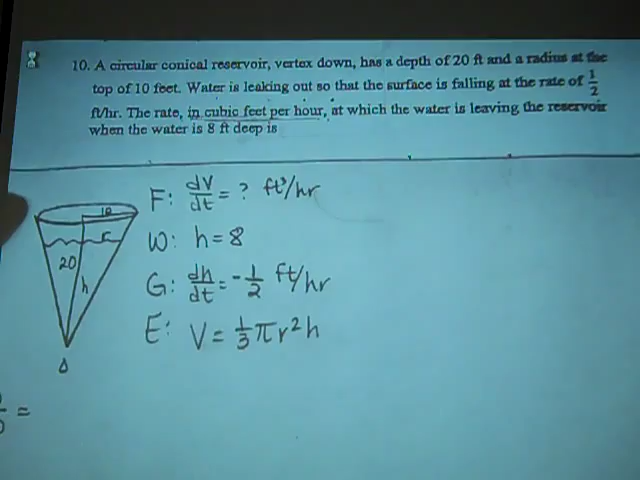 10. A circular conical reservoir, vertex down, has a depth of 20 ft and a radius at the
top of 10 feet. Water is leaking out so that the surface is falling at the rate of 1/2
ft/hr. The rate, in cubic feet per hour, at which the water is leaving the reservoir
when the water is 8 ft deep is
F: dV/dt = ? ft³/hr
W: h = 8
G: dh/dt = -1/2 ft/hr
E: V = 1/3 πr²h
10
r
20
h
=